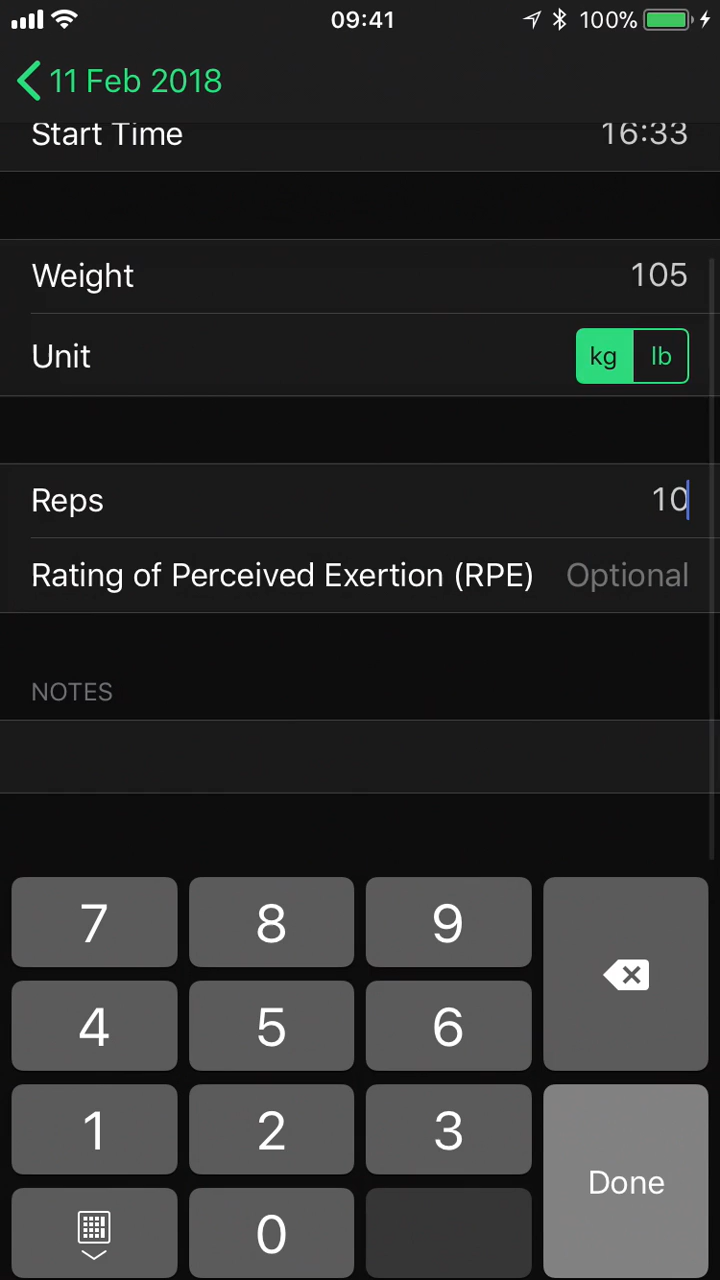 09:41 100%
11 Feb 2018
Start Time 16:33
Weight 105
Unit kg lb
Reps 10
Rating of Perceived Exertion (RPE) Optional
NOTES
7 8 9
4 5 6
1 2 3
Done
0